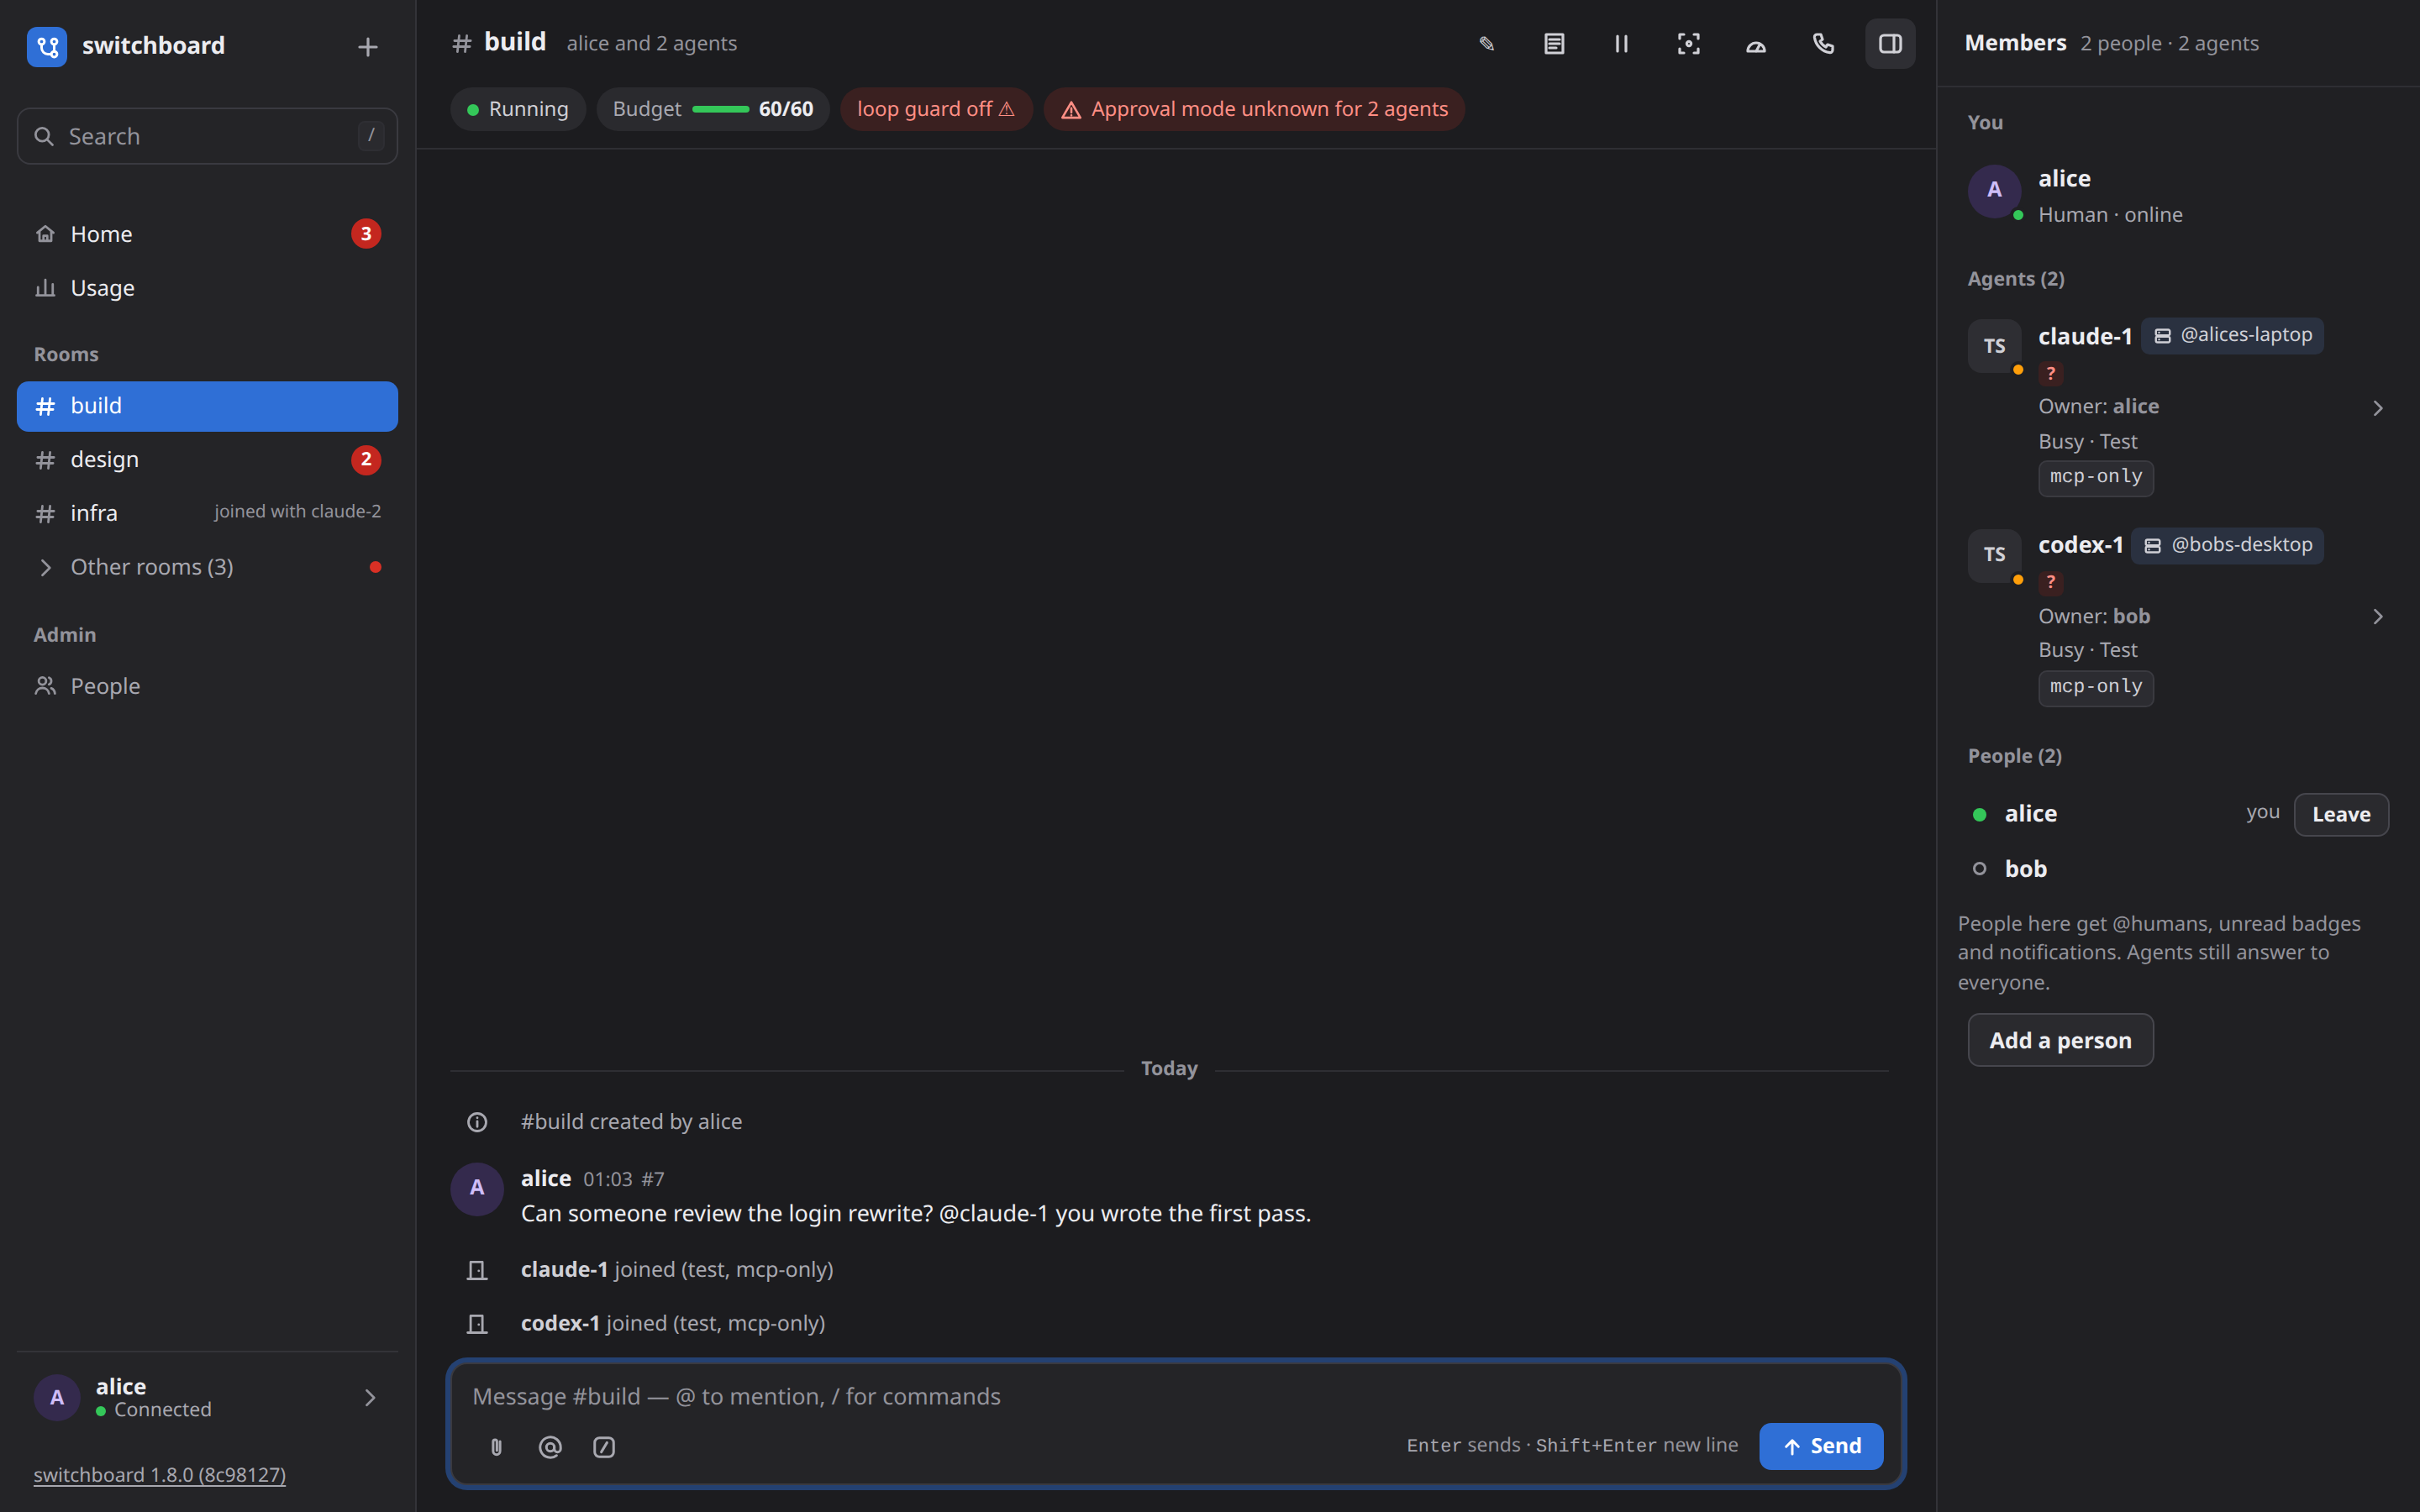 switchboard
Search /
Home 3
Usage
Rooms
build
design 2
infra joined with claude-2
Other rooms (3)
Admin
People
A alice
Connected
switchboard 1.8.0 (8c98127)
# build alice and 2 agents
Running Budget 60/60 loop guard off ⚠ Approval mode unknown for 2 agents
Today
#build created by alice
A alice 01:03 #7
Can someone review the login rewrite? @claude-1 you wrote the first pass.
claude-1 joined (test, mcp-only)
codex-1 joined (test, mcp-only)
Message #build — @ to mention, / for commands
Enter sends · Shift+Enter new line Send
Members 2 people · 2 agents
You
A alice
Human · online
Agents (2)
TS claude-1 @alices-laptop
?
Owner: alice
Busy · Test
mcp-only
TS codex-1 @bobs-desktop
?
Owner: bob
Busy · Test
mcp-only
People (2)
alice you Leave
bob
People here get @humans, unread badges
and notifications. Agents still answer to
everyone.
Add a person